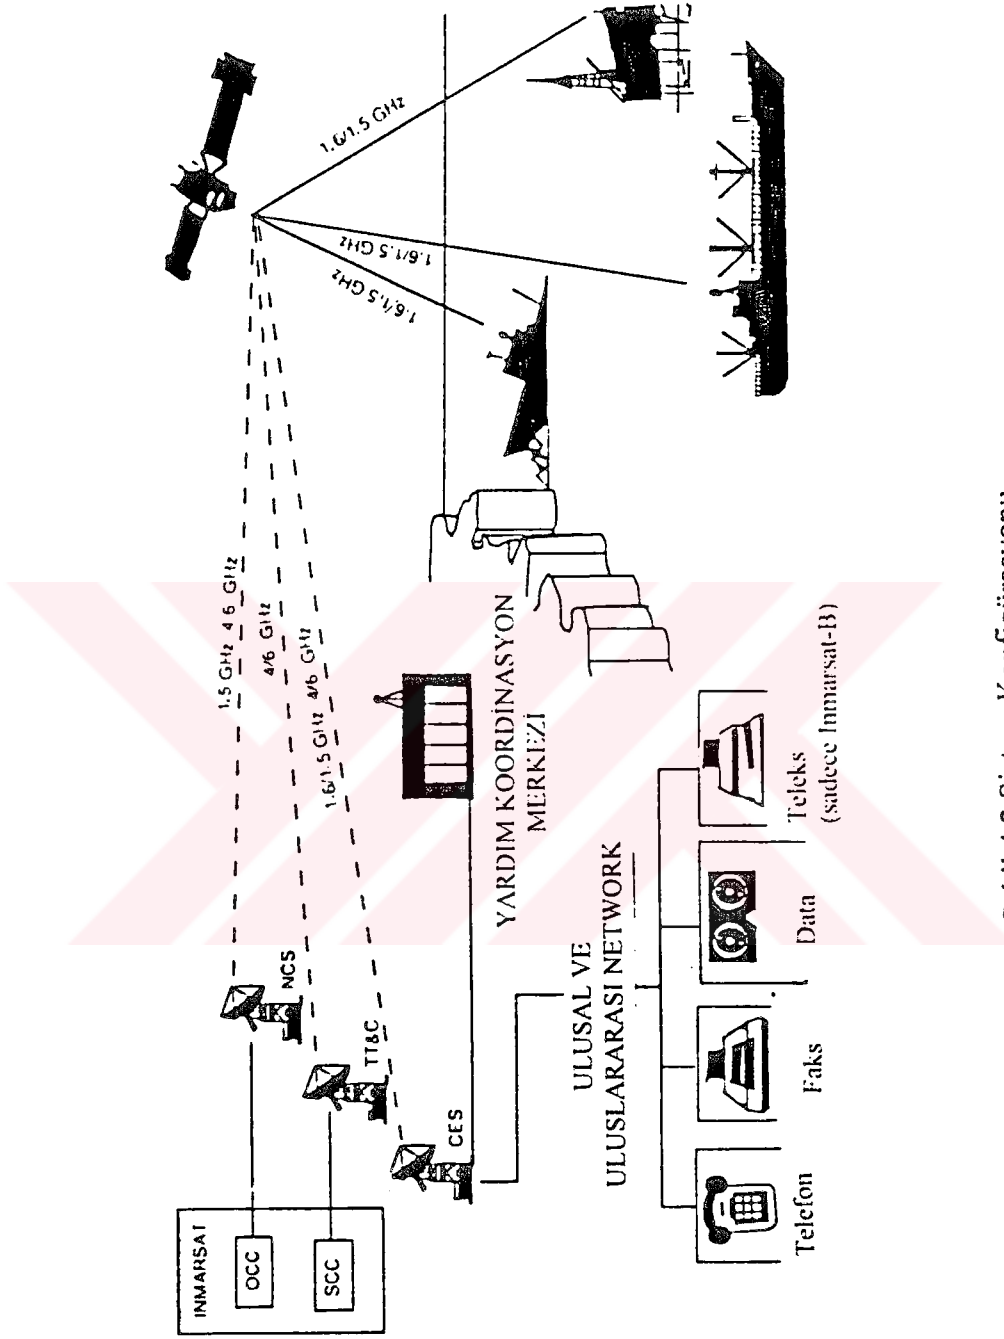 INMARSAT
OCC
SCC
NCS
TT&C
CES
1.5 GHz 4 6 GHz
4/6 GHz
1.6/1.5 GHz 4/6 GHz
1.6/1.5 GHz
1.6/1.5 GHz
1.6/1.5 GHz
YARDIM KOORDİNASYON
MERKEZİ
ULUSAL VE
ULUSLARARASI NETWORK
Telefon
Faks
Data
Teleks
(sadece Inmarsat-B)